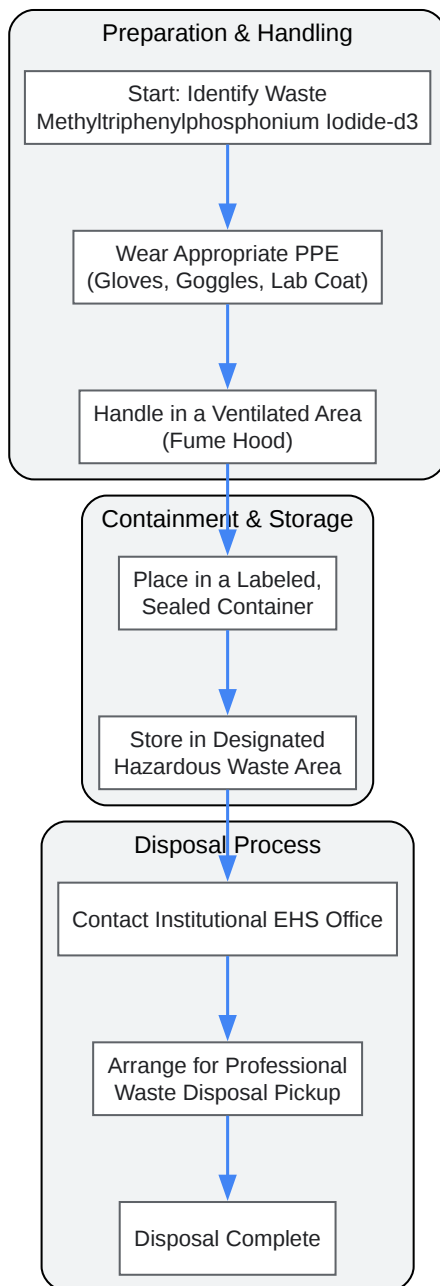 Preparation & Handling
Start: Identify Waste
Methyltriphenylphosphonium Iodide-d3
Wear Appropriate PPE
(Gloves, Goggles, Lab Coat)
Handle in a Ventilated Area
(Fume Hood)
Containment & Storage
Place in a Labeled,
Sealed Container
Store in Designated
Hazardous Waste Area
Disposal Process
Contact Institutional EHS Office
Arrange for Professional
Waste Disposal Pickup
Disposal Complete